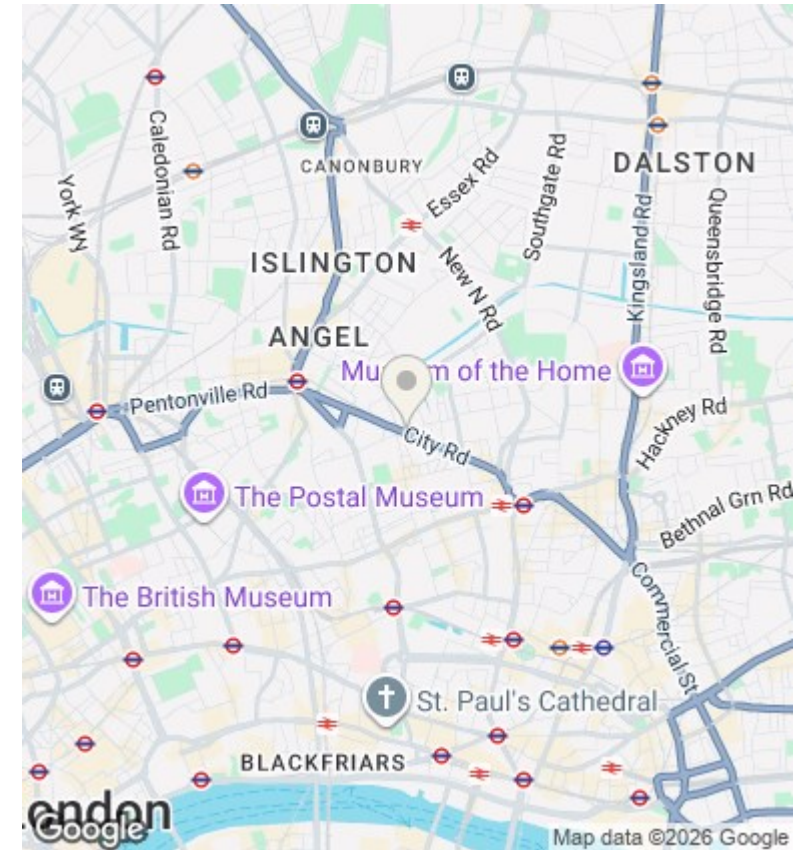 Caledonian Rd
York Wy
CANONBURY
Essex Rd
Southgate Rd
DALSTON
Queensbridge Rd
Kingsland Rd
ISLINGTON
New N Rd
ANGEL
Pentonville Rd
Mu m of the Home
City Rd
Hackney Rd
The Postal Museum
Bethnal Grn Rd
The British Museum
Commercial St
St. Paul's Cathedral
BLACKFRIARS
ondon
Google
Map data ©2026 Google